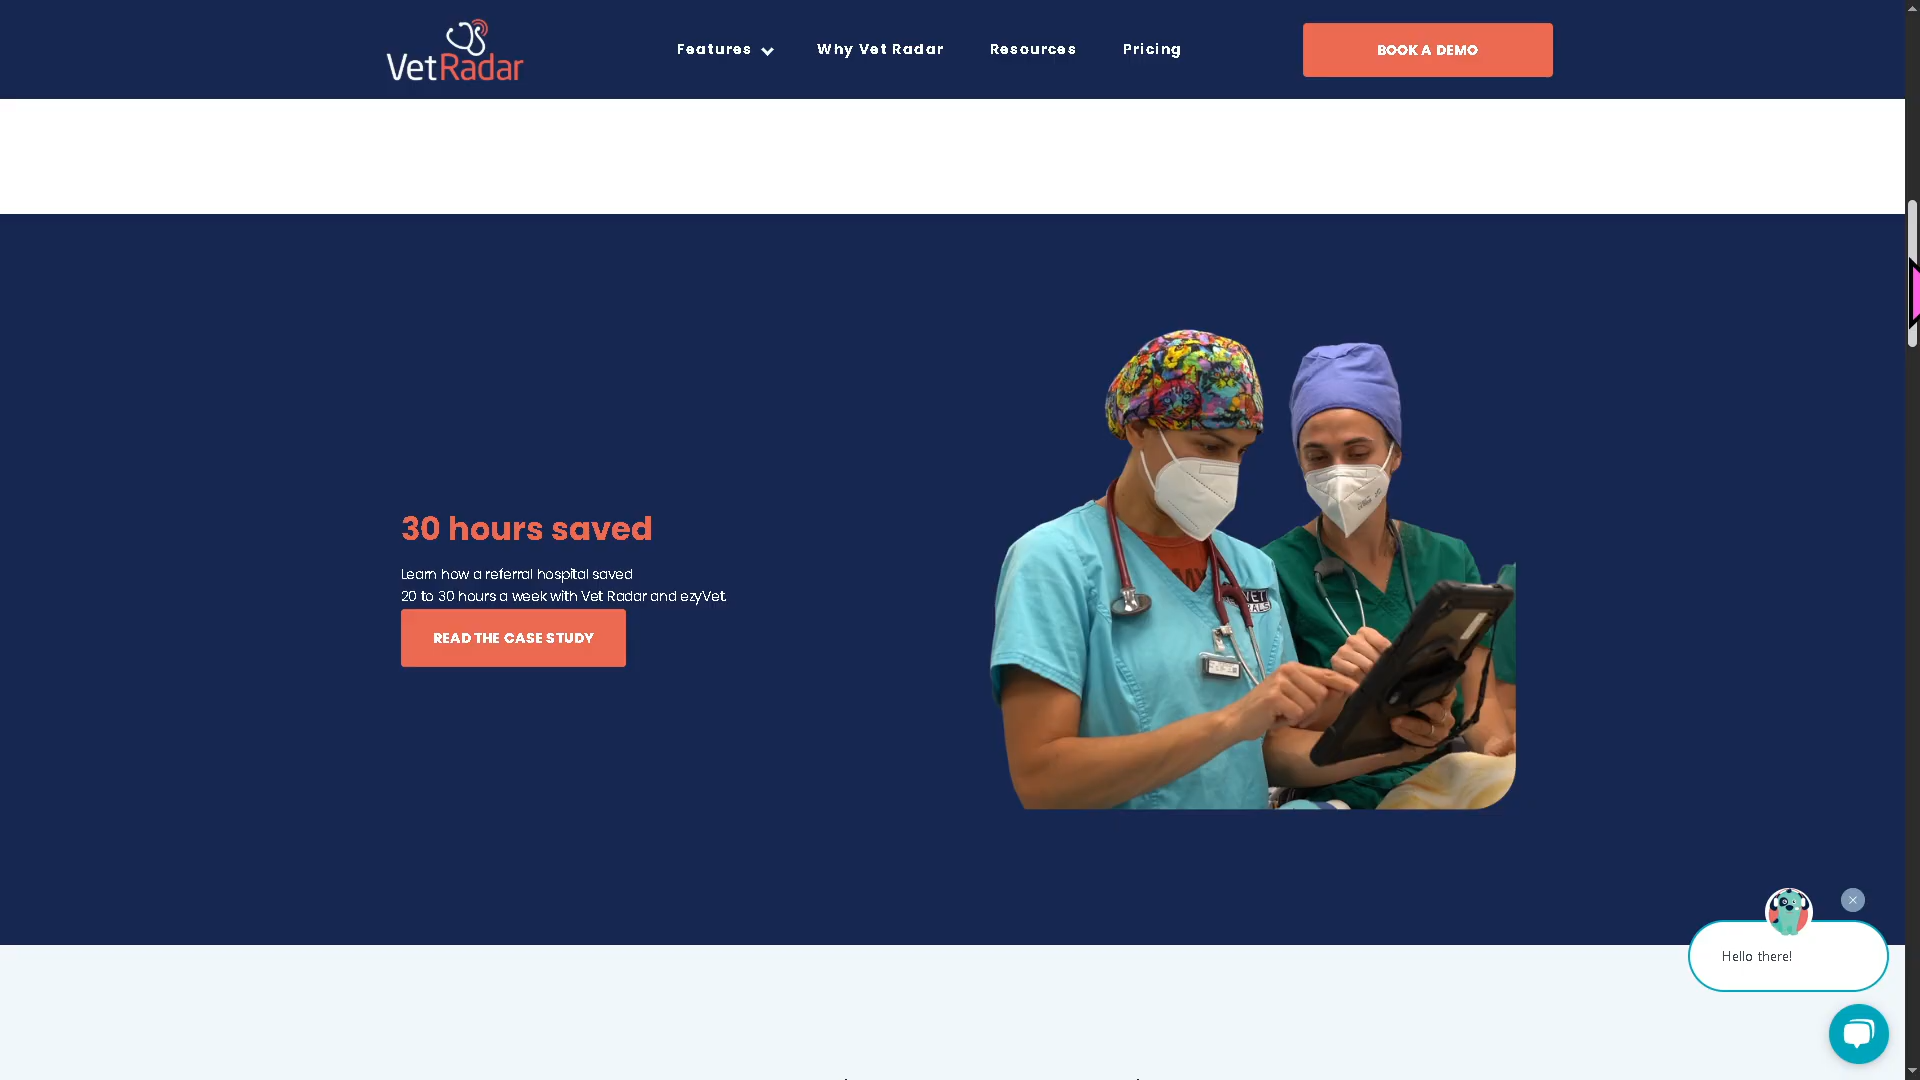 VetRadar
Features
Why Vet Radar
Resources
Pricing
BOOK A DEMO
30 hours saved
Learn how a referral hospital saved
20 to 30 hours a week with Vet Radar and ezyVet.
READ THE CASE STUDY
VET
Hello there!